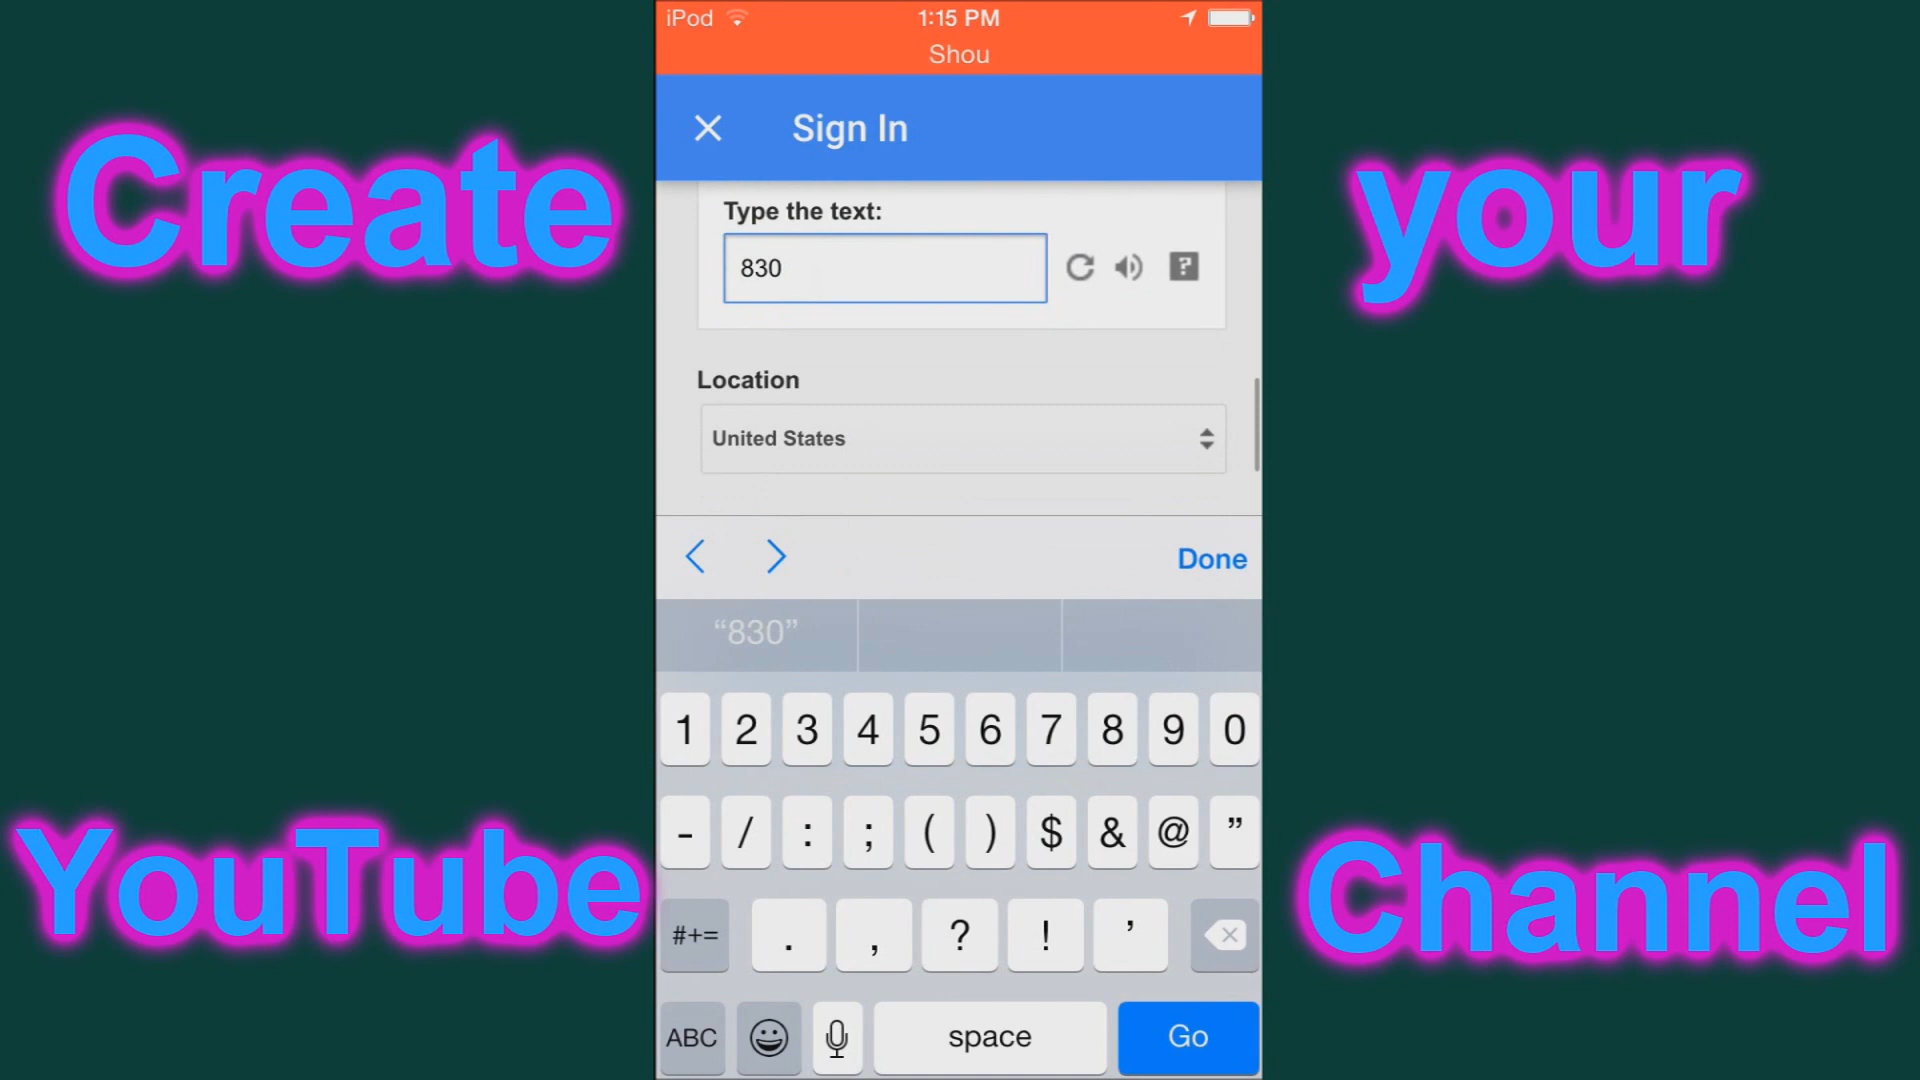 iPod 1:15 PM
Shou
Sign In
Create your
Type the text:
830
Location
United States
Done
“830”
1 2 3 4 5 6 7 8 9 0
- / : ; ( ) $ & @ ”
YouTube Channel
#+= . , ? ! ’
ABC space Go